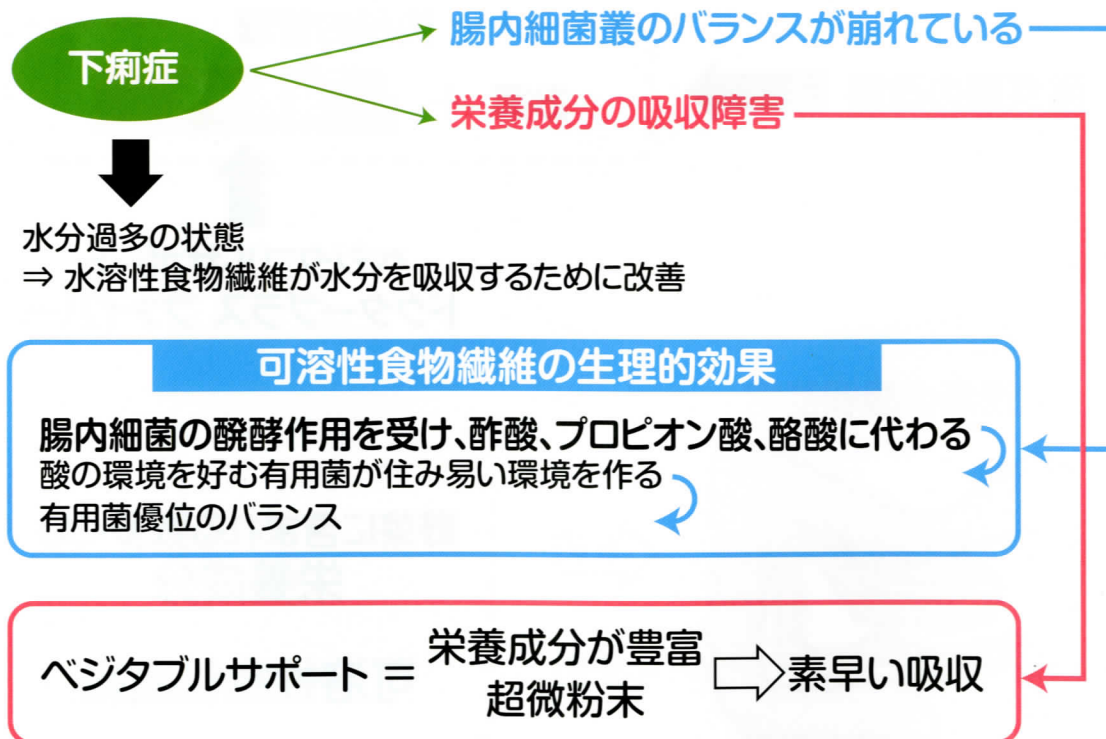 下痢症
腸内細菌叢のバランスが崩れている
栄養成分の吸収障害
水分過多の状態
⇒ 水溶性食物繊維が水分を吸収するために改善
可溶性食物繊維の生理的効果
腸内細菌の醗酵作用を受け、酢酸、プロピオン酸、酪酸に代わる
酸の環境を好む有用菌が住み易い環境を作る
有用菌優位のバランス
ベジタブルサポート = 栄養成分が豊富
超微粉末
素早い吸収